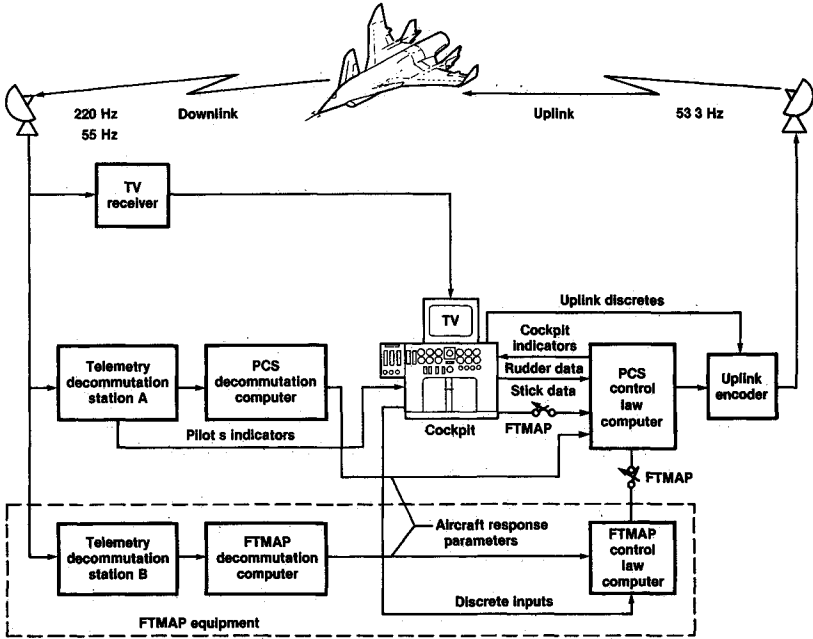 220 Hz
55 Hz
Downlink
Uplink
53 3 Hz
TV
receiver
Uplink discretes
TV
Cockpit
indicators
Rudder data
Stick data
FTMAP
Cockpit
Telemetry
decommutation
station A
PCS
decommutation
computer
Pilot s indicators
PCS
control
law
computer
Uplink
encoder
FTMAP
Aircraft response
parameters
Telemetry
decommutation
station B
FTMAP
decommutation
computer
FTMAP
control
law
computer
Discrete inputs
FTMAP equipment